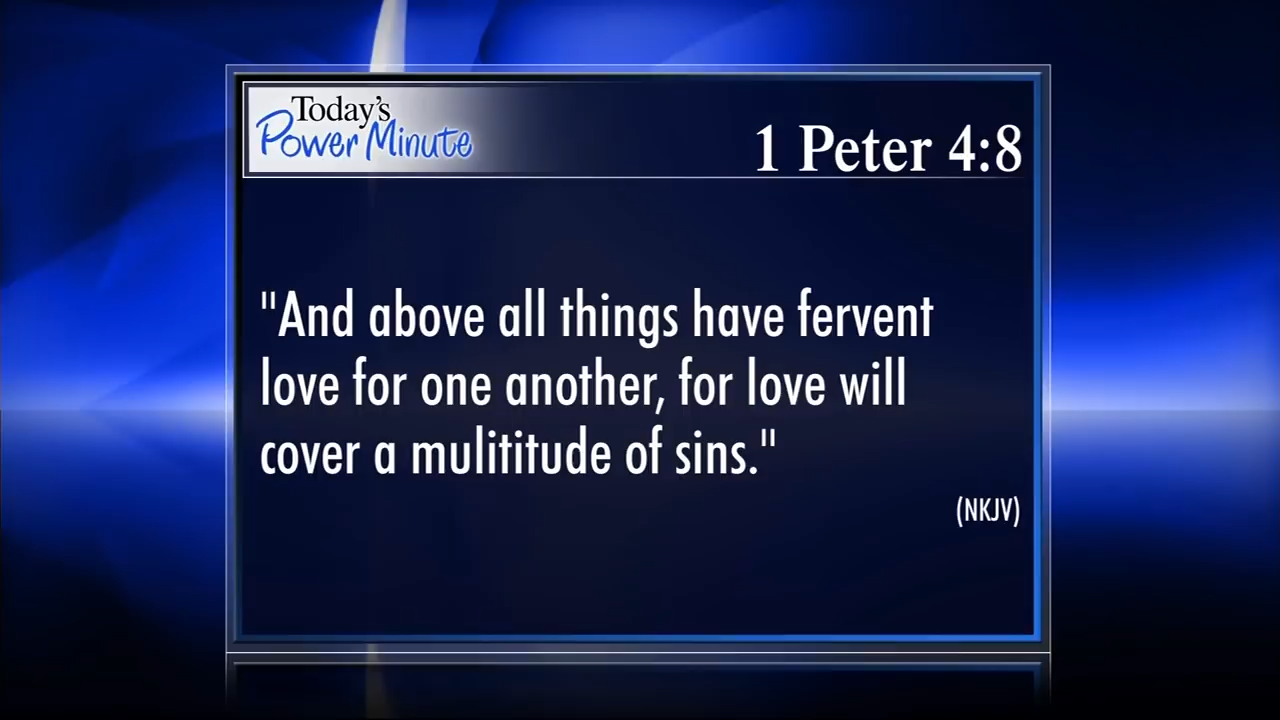 Today's
Power Minute
1 Peter 4:8
"And above all things have fervent
love for one another, for love will
cover a mulititude of sins."
(NKJV)